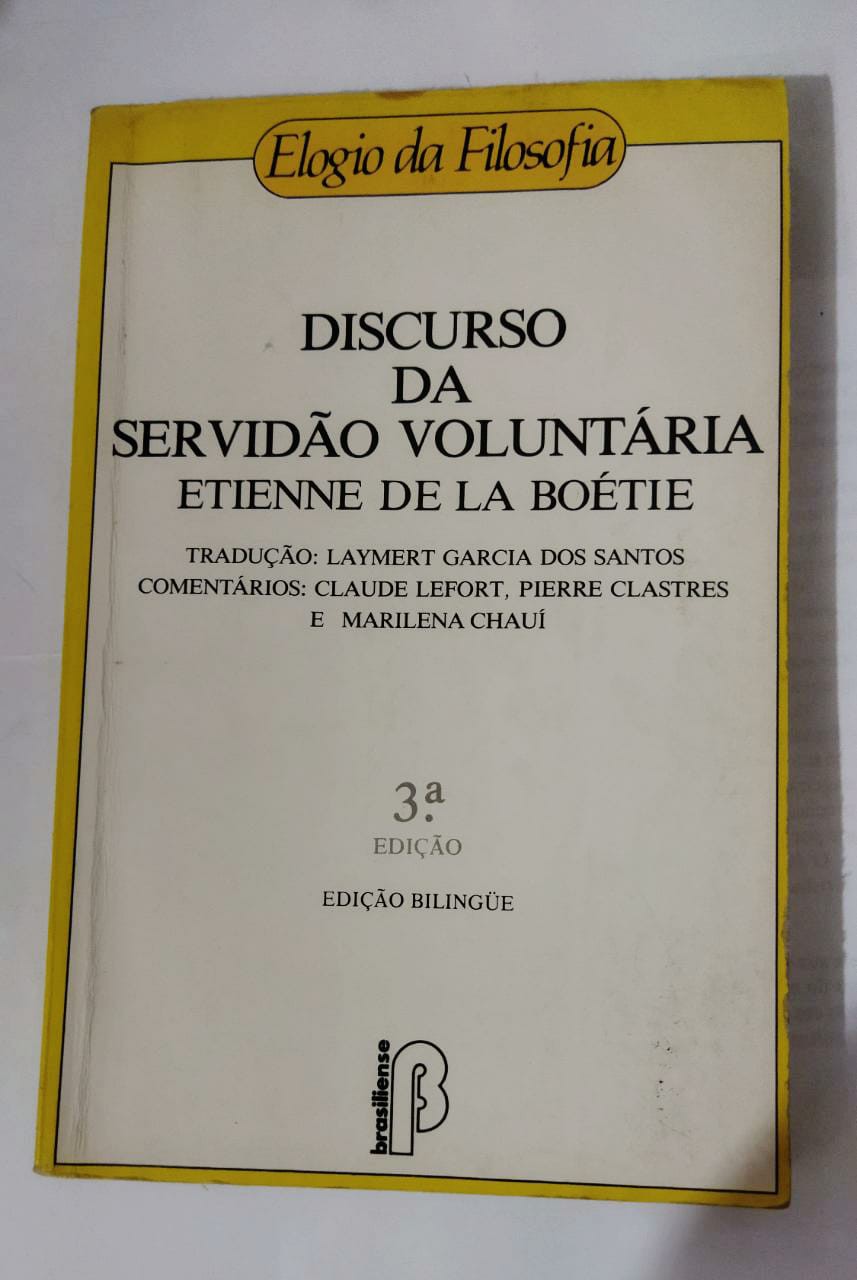 Elogio da Filosofia
DISCURSO
DA
SERVIDÃO VOLUNTÁRIA
ETIENNE DE LA BOÉTIE
TRADUÇÃO: LAYMERT GARCIA DOS SANTOS
COMENTÁRIOS: CLAUDE LEFORT, PIERRE CLASTRES
E MARILENA CHAUÍ
3.ª
EDIÇÃO
EDIÇÃO BILINGÜE
brasiliense